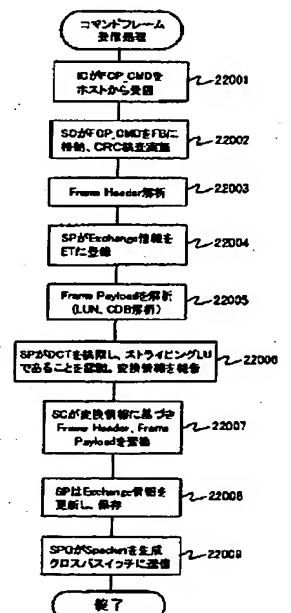 コマンドフレーム
受信処理
ICがFCP_CMDを
ホストから受信
22001
SCがFCP_CMDをFBに
格納、CRC検査実施
22002
Frame Header解析
22003
SPがExchange情報を
ETに登録
22004
Frame Payloadを解析
(LUN、CDB解析)
22005
SPがDCTを し、ストライピングLU
であることを認識し、変換情報を報告
22006
SCが変換情報に基づき
Frame Header、Frame
Payloadを変換
22007
SPはExchange情報を
更新し、保存
22008
SPGがSpacketを生成
クロスバスイッチに送信
22009
終了